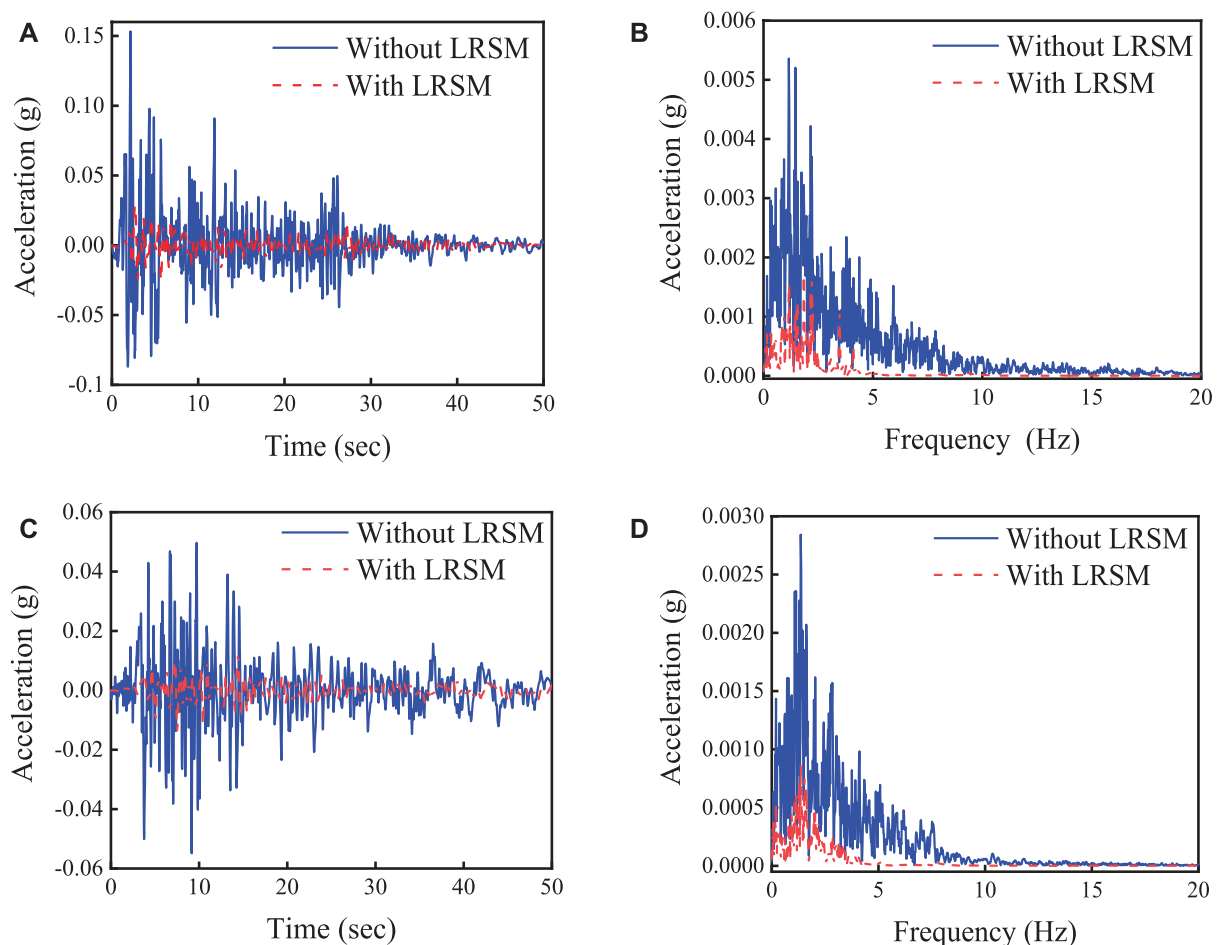 A
Acceleration (g)
0.15
0.10
0.05
0.00
-0.05
-0.1
Without LRSM
With LRSM
0 10 20 30 40 50
Time (sec)
B
Acceleration (g)
0.006
0.005
0.004
0.003
0.002
0.001
0.000
Without LRSM
With LRSM
0 5 10 15 20
Frequency (Hz)
C
Acceleration (g)
0.06
0.04
0.02
0.00
-0.02
-0.04
-0.06
Without LRSM
With LRSM
0 10 20 30 40 50
Time (sec)
D
Acceleration (g)
0.0030
0.0025
0.0020
0.0015
0.0010
0.0005
0.0000
Without LRSM
With LRSM
0 5 10 15 20
Frequency (Hz)